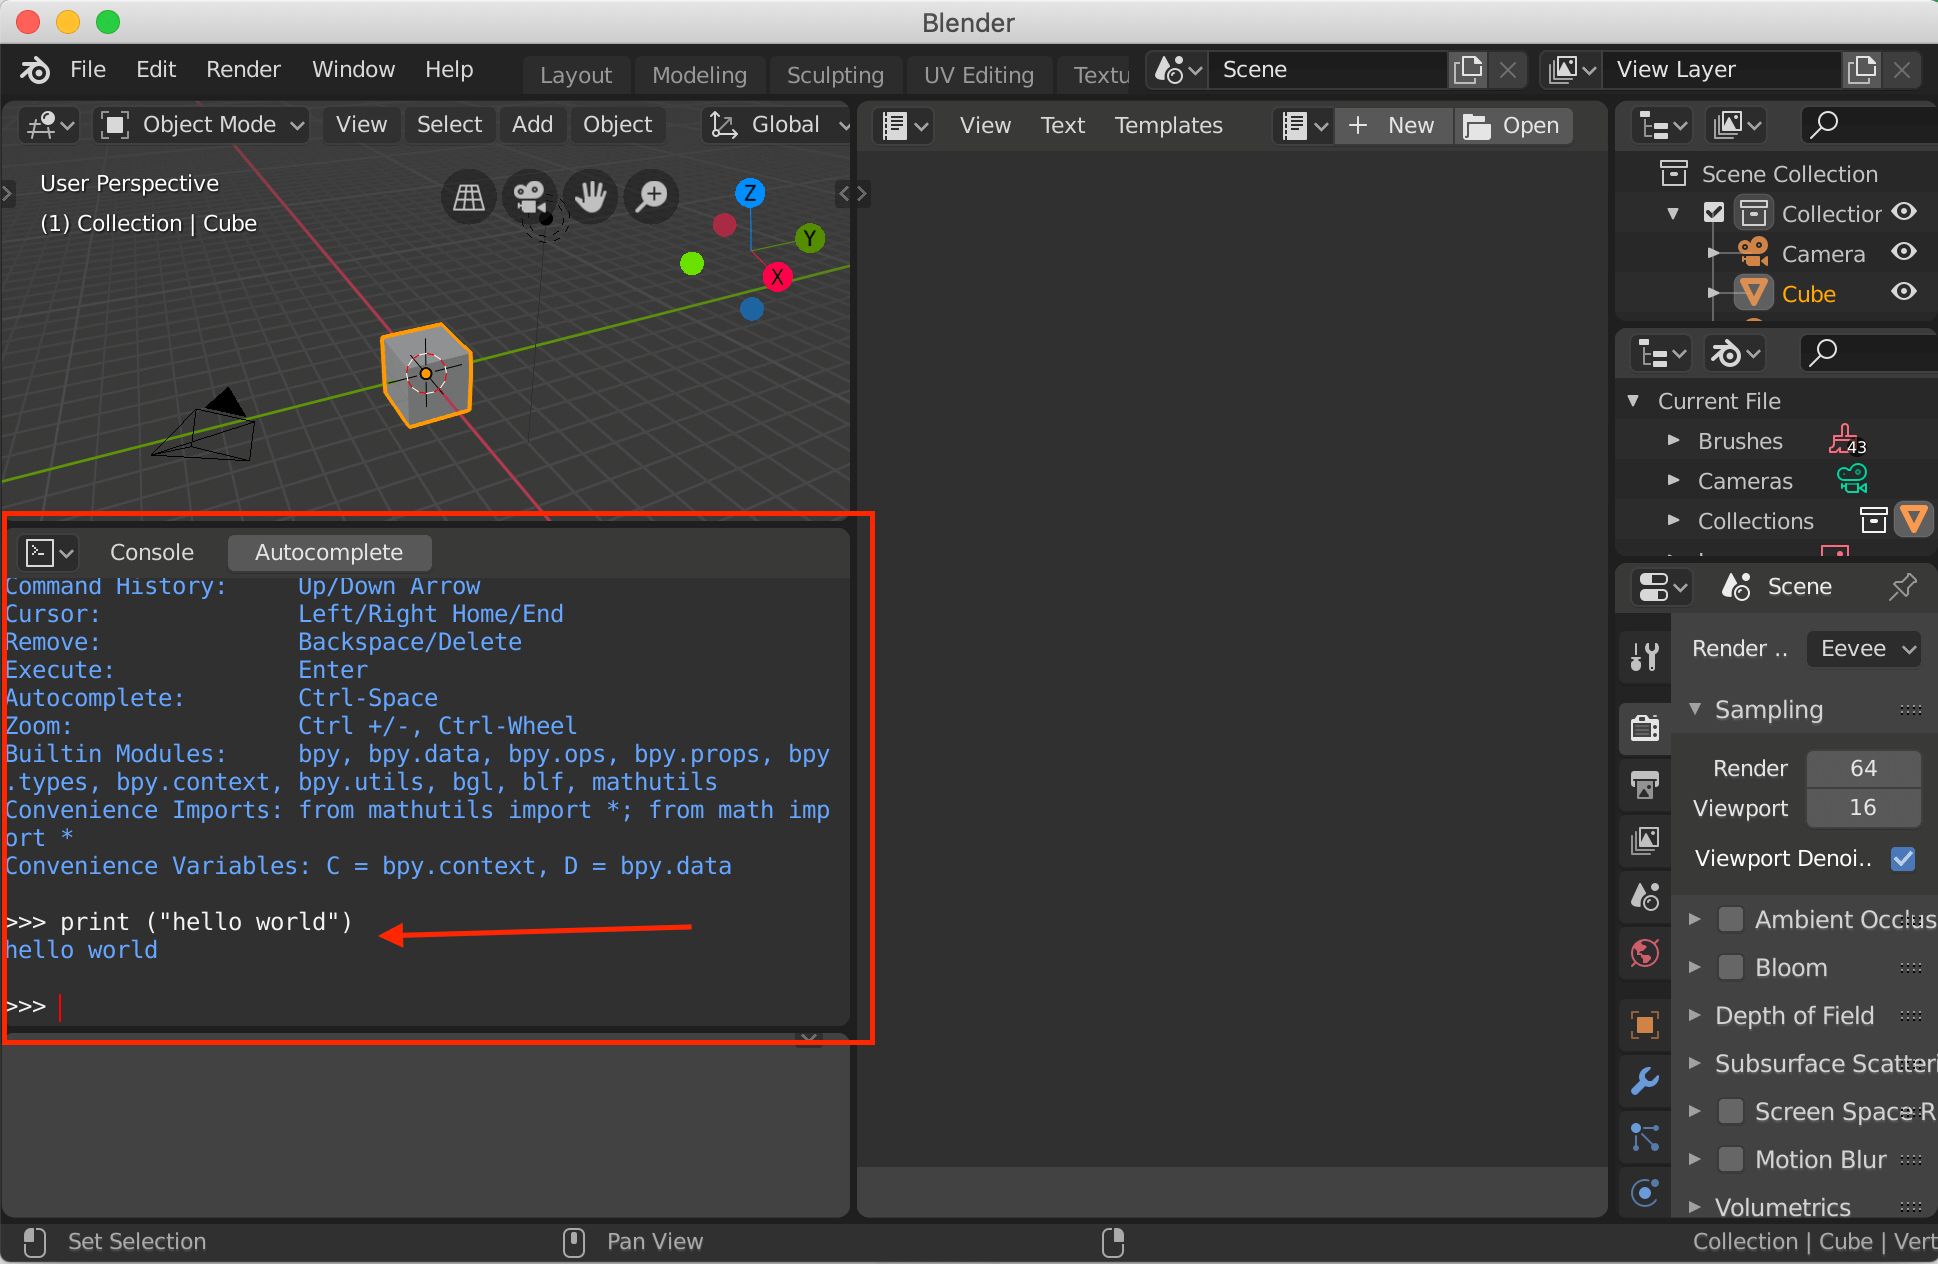 Blender
File Edit Render Window Help
Layout Modeling Sculpting UV Editing Textu
Scene
View Layer
Object Mode View Select Add Object Global
User Perspective
(1) Collection | Cube
Z
Y
X
View Text Templates
+ New Open
Scene Collection
Collection
Camera
Cube
Current File
Brushes 43
Cameras
Collections
Console Autocomplete
Command History: Up/Down Arrow
Cursor: Left/Right Home/End
Remove: Backspace/Delete
Execute: Enter
Autocomplete: Ctrl-Space
Zoom: Ctrl +/-, Ctrl-Wheel
Builtin Modules: bpy, bpy.data, bpy.ops, bpy.props, bpy
.types, bpy.context, bpy.utils, bgl, blf, mathutils
Convenience Imports: from mathutils import *; from math imp
ort *
Convenience Variables: C = bpy.context, D = bpy.data
>>> print ("hello world")
hello world
>>>
Scene
Render .. Eevee
Sampling
Render 64
Viewport 16
Viewport Denoi..
Ambient Occlus
Bloom
Depth of Field
Subsurface Scatteri
Screen Space R
Motion Blur
Volumetrics
Set Selection
Pan View
Collection | Cube | Vert